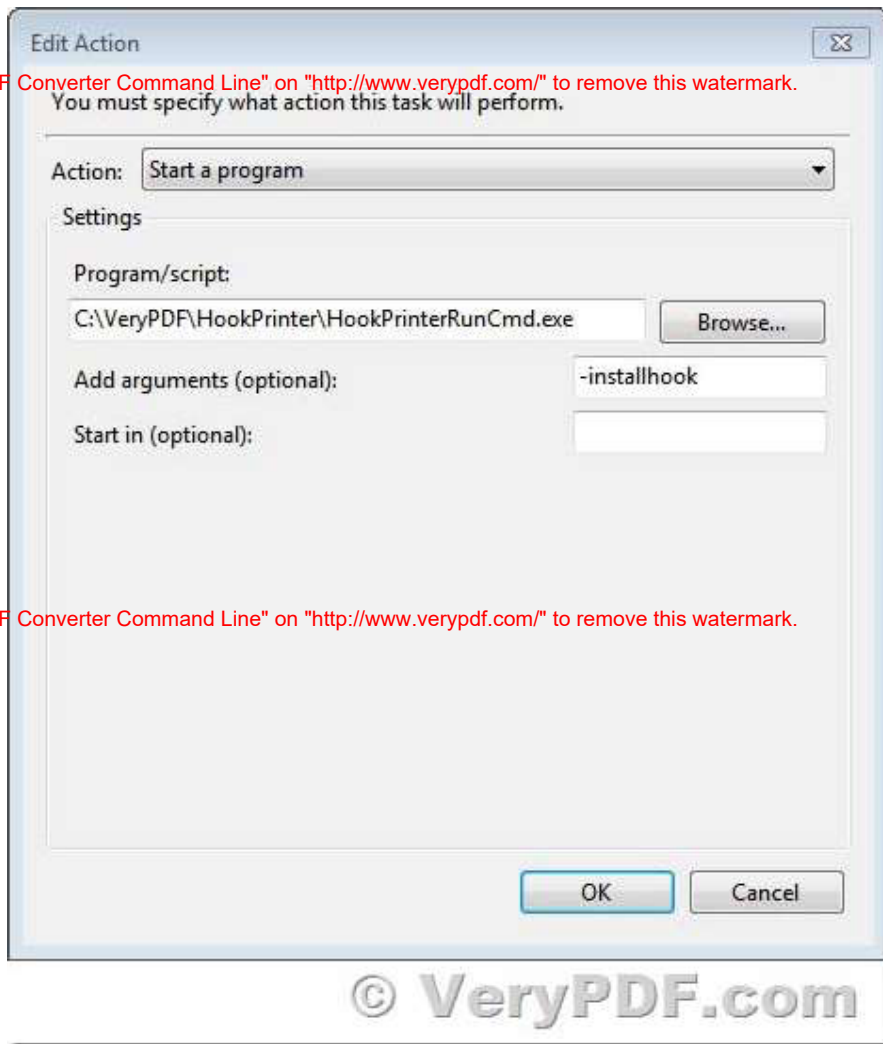 Edit Action
F Converter Command Line" on "http://www.verypdf.com/" to remove this watermark.
You must specify what action this task will perform.
Action: Start a program
Settings
Program/script:
C:\VeryPDF\HookPrinter\HookPrinterRunCmd.exe Browse...
Add arguments (optional): -installhook
Start in (optional):
F Converter Command Line" on "http://www.verypdf.com/" to remove this watermark.
OK Cancel
© VeryPDF.com